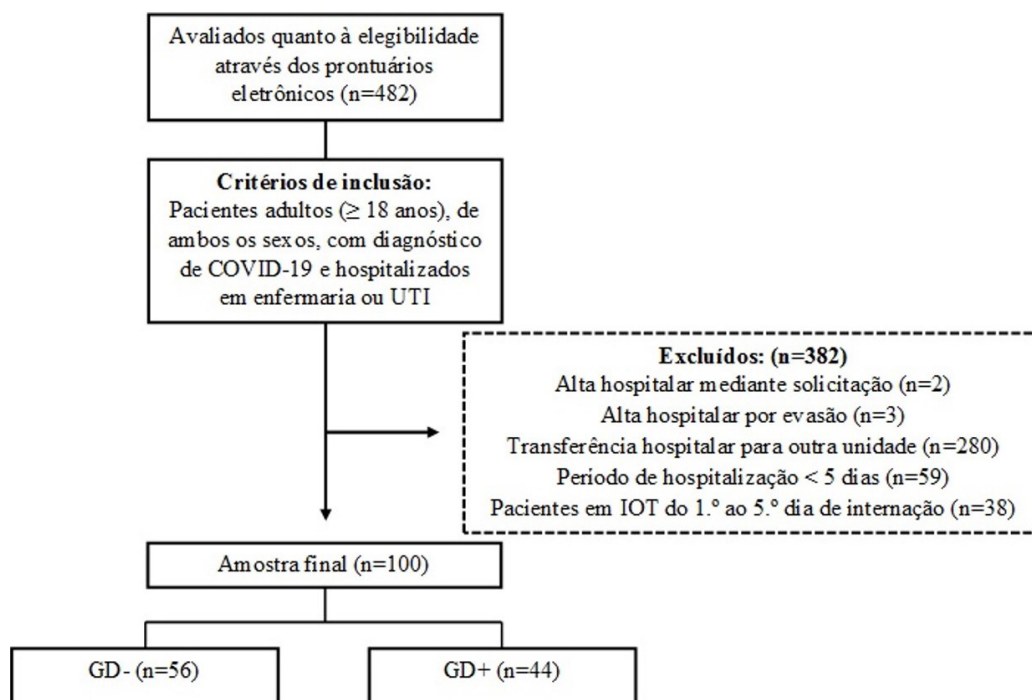 Avaliados quanto à elegibilidade
através dos prontuários
eletrônicos (n=482)
Critérios de inclusão:
Pacientes adultos (≥ 18 anos), de
ambos os sexos, com diagnóstico
de COVID-19 e hospitalizados
em enfermaria ou UTI
Excluídos: (n=382)
Alta hospitalar mediante solicitação (n=2)
Alta hospitalar por evasão (n=3)
Transferência hospitalar para outra unidade (n=280)
Período de hospitalização < 5 dias (n=59)
Pacientes em IOT do 1.º ao 5.º dia de internação (n=38)
Amostra final (n=100)
GD- (n=56)
GD+ (n=44)